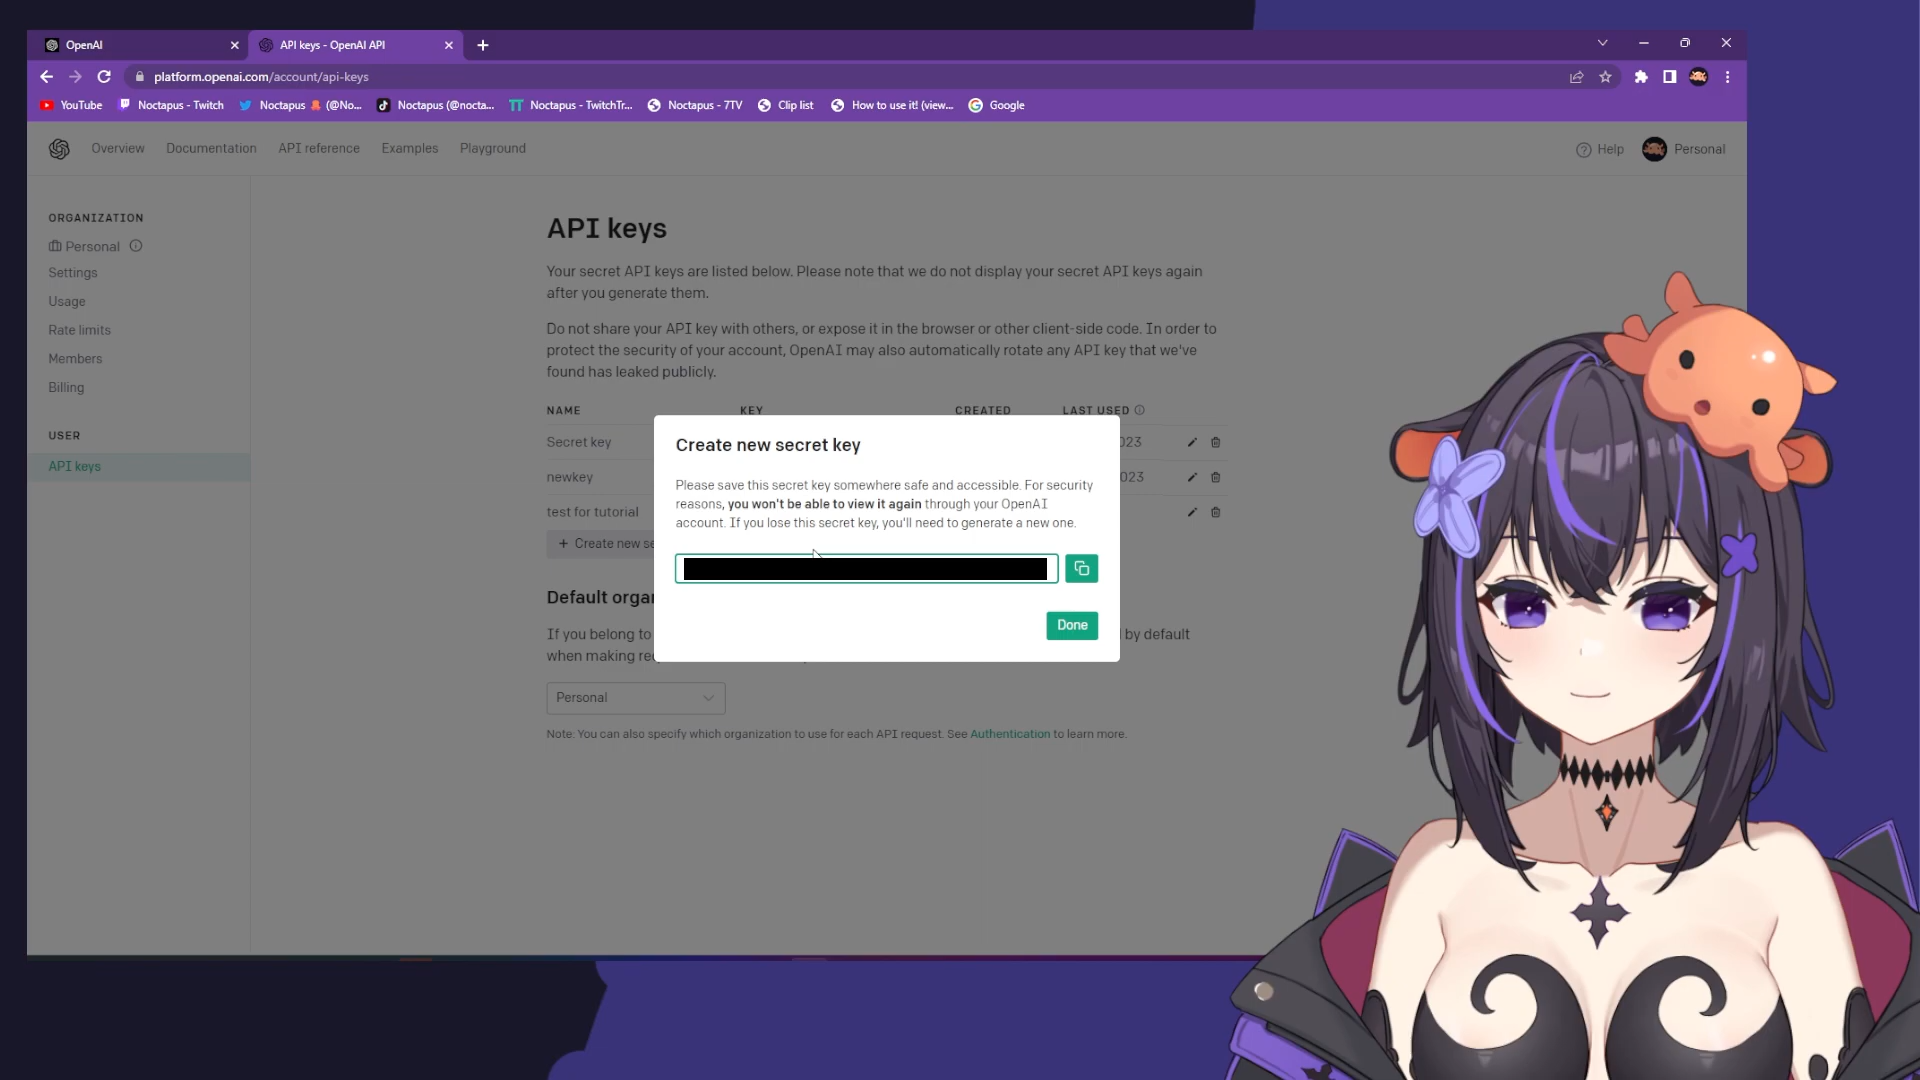 OpenAI
API keys - OpenAI API
platform.openai.com/account/api-keys
YouTube
Noctapus - Twitch
Noctapus (@No...
Noctapus (@nocta...
Noctapus - TwitchTr...
Noctapus - 7TV
Clip list
How to use it! (view...
Google
Overview
Documentation
API reference
Examples
Playground
Help
Personal
ORGANIZATION
Personal
Settings
Usage
Rate limits
Members
Billing
USER
API keys
API keys
Your secret API keys are listed below. Please note that we do not display your secret API keys again
after you generate them.
Do not share your API key with others, or expose it in the browser or other client-side code. In order to
protect the security of your account, OpenAI may also automatically rotate any API key that we've
found has leaked publicly.
NAME
KEY
CREATED
LAST USED
Secret key
023
newkey
023
test for tutorial
+ Create new se
Create new secret key
Please save this secret key somewhere safe and accessible. For security
reasons, you won't be able to view it again through your OpenAI
account. If you lose this secret key, you'll need to generate a new one.
Done
Default orga
If you belong to
by default
when making re
Personal
Note: You can also specify which organization to use for each API request. See Authentication to learn more.